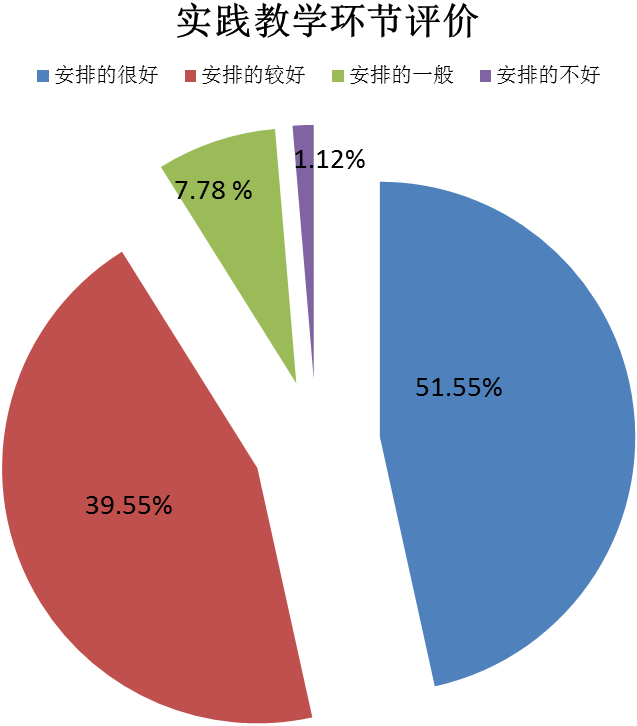 实践教学环节评价
安排的很好 安排的较好 安排的一般 安排的不好
1.12%
7.78 %
51.55%
39.55%